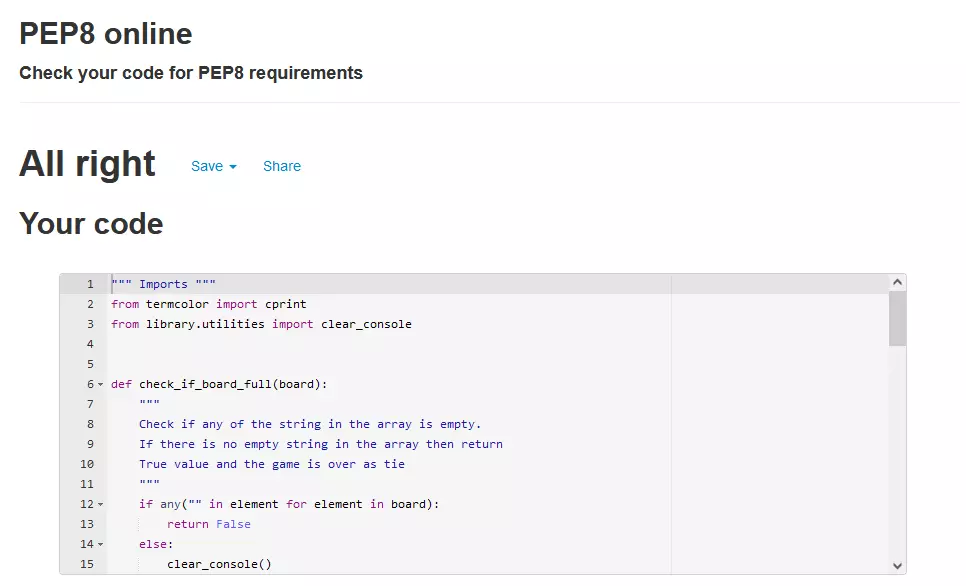 PEP8 online
Check your code for PEP8 requirements
All right Save Share
Your code
1 """ Imports """
2 from termcolor import cprint
3 from library.utilities import clear_console
4
5
6 def check_if_board_full(board):
7     """
8     Check if any of the string in the array is empty.
9     If there is no empty string in the array then return
10     True value and the game is over as tie
11     """
12     if any("" in element for element in board):
13         return False
14     else:
15         clear_console()